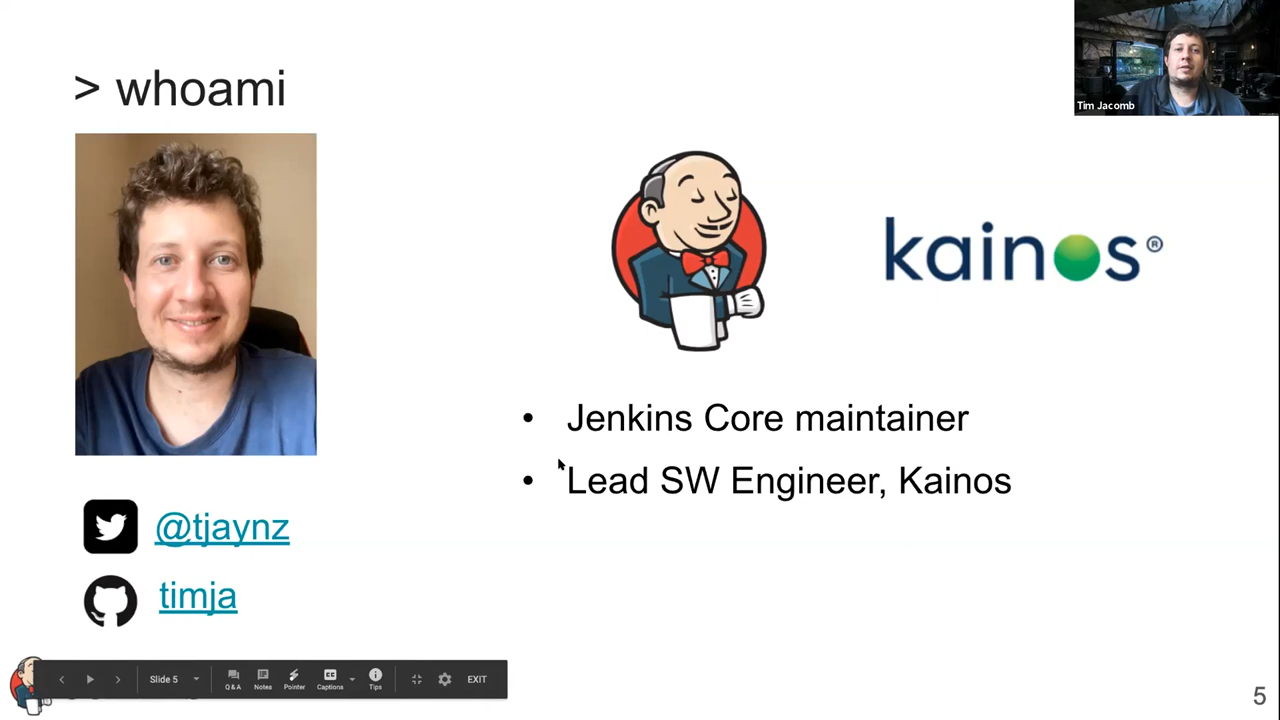 > whoami
Tim Jacomb
kainos®
• Jenkins Core maintainer
• Lead SW Engineer, Kainos
@tjaynz
timja
Slide 5
Q & A
Notes
Pointer
CC
Captions
Tips
EXIT
5